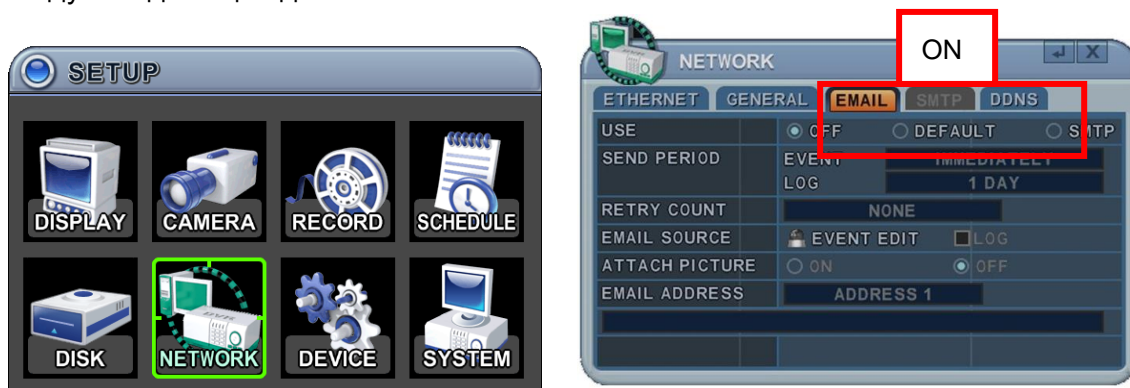 SETUP
DISPLAY CAMERA RECORD SCHEDULE
DISK NETWORK DEVICE SYSTEM
ON
NETWORK X
ETHERNET GENERAL EMAIL SMTP DDNS
USE OFF DEFAULT SMTP
SEND PERIOD EVENT IMMEDIATELY
LOG 1 DAY
RETRY COUNT NONE
EMAIL SOURCE EVENT EDIT LOG
ATTACH PICTURE ON OFF
EMAIL ADDRESS ADDRESS 1